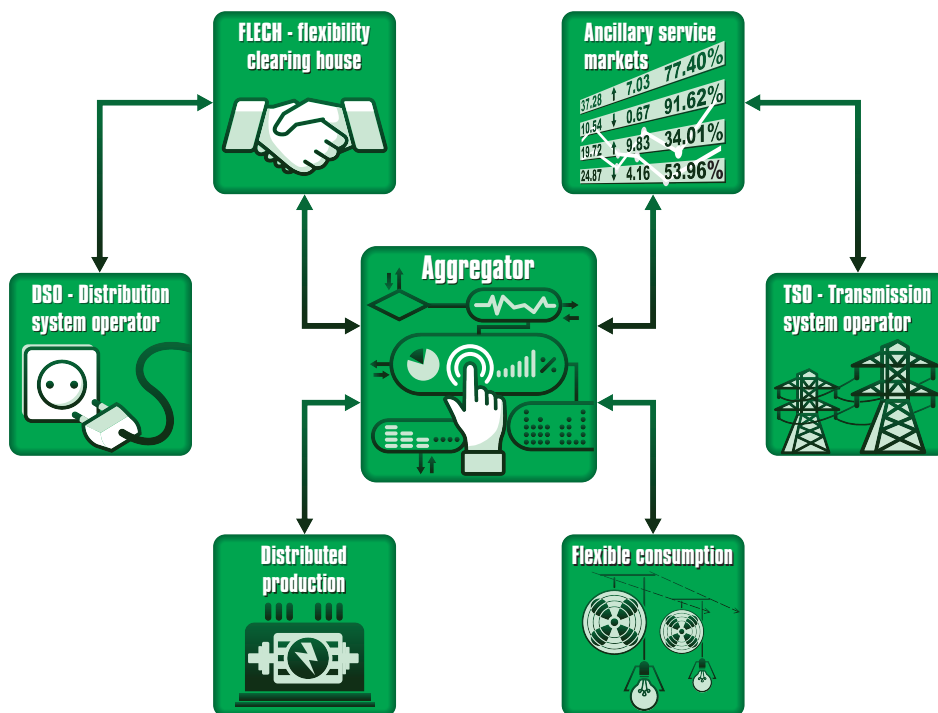 FLECH - flexibility
clearing house
Ancillary service
markets
37.28 ↑ 7.03 77.40%
10.54 ↓ 0.67 91.62%
19.72 ↑ 9.83 34.01%
24.87 ↓ 4.16 53.96%
Aggregator
%
DSO - Distribution
system operator
TSO - Transmission
system operator
Distributed
production
Flexible consumption